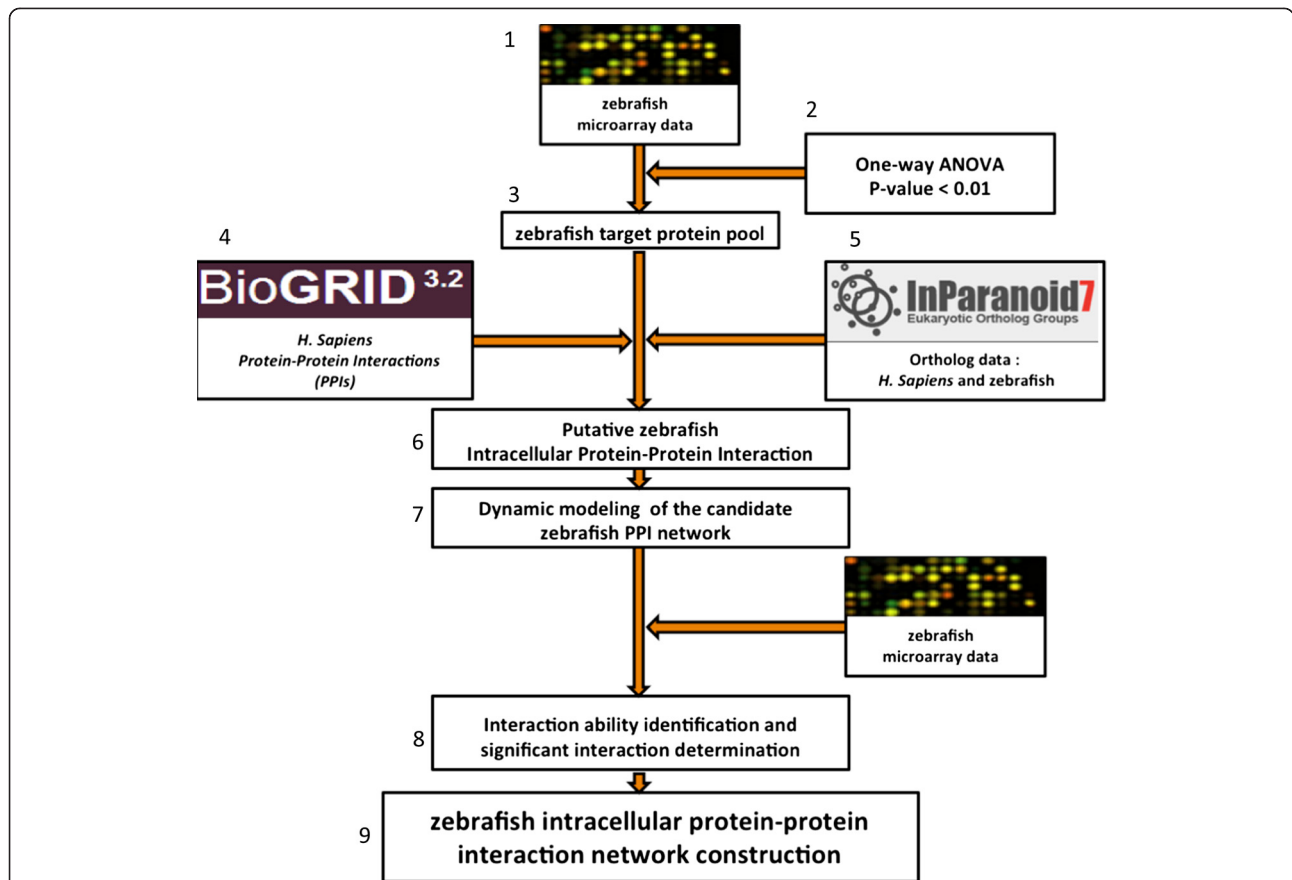 1
zebrafish
microarray data
2
One-way ANOVA
P-value < 0.01
3
zebrafish target protein pool
4
BioGRID 3.2
H. Sapiens
Protein-Protein Interactions
(PPIs)
5
InParanoid7
Eukaryotic Ortholog Groups
Ortholog data :
H. Sapiens and zebrafish
6
Putative zebrafish
Intracellular Protein-Protein Interaction
7
Dynamic modeling of the candidate
zebrafish PPI network
zebrafish
microarray data
8
Interaction ability identification and
significant interaction determination
9
zebrafish intracellular protein-protein
interaction network construction